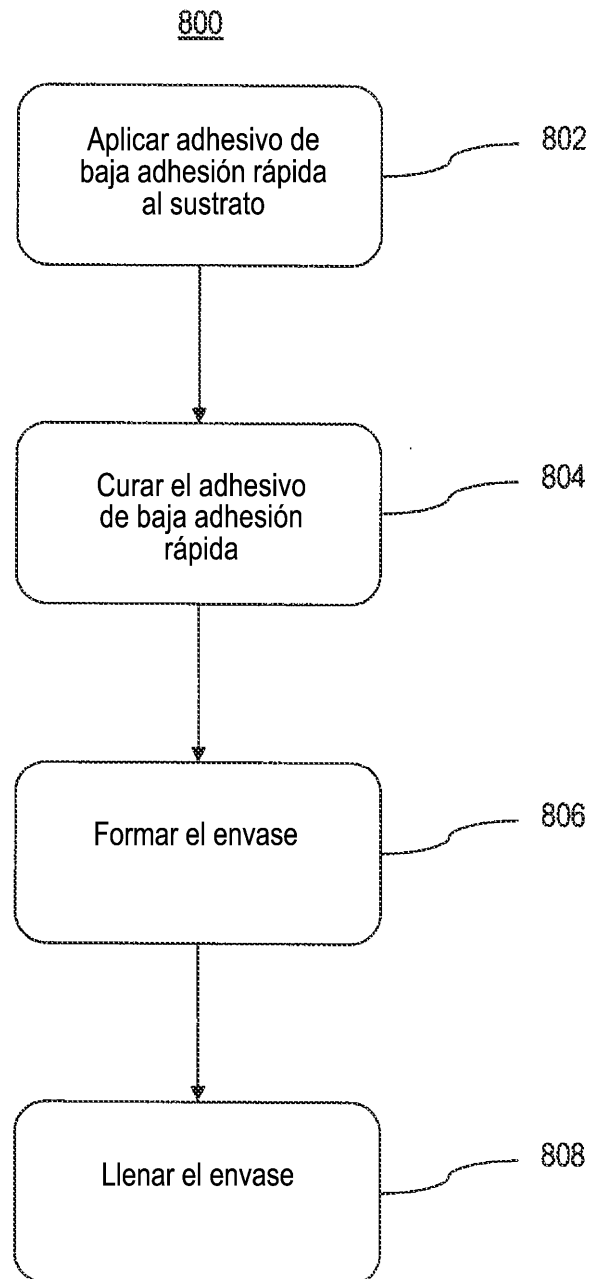 800
Aplicar adhesivo de
baja adhesión rápida
al sustrato
802
Curar el adhesivo
de baja adhesión
rápida
804
Formar el envase
806
Llenar el envase
808